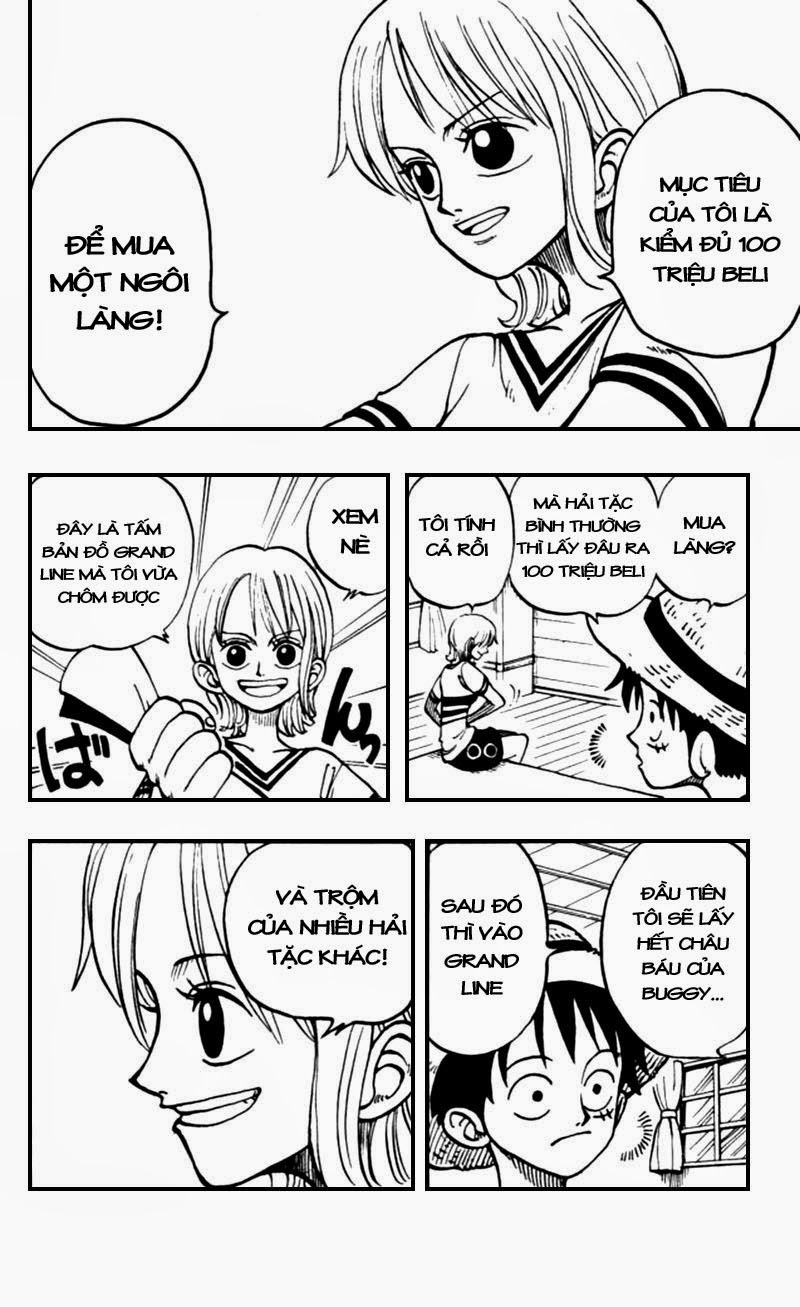 MỤC TIÊU
CỦA TÔI LÀ
KIẾM ĐỦ 100
TRIỆU BELI
ĐỂ MUA
MỘT NGÔI
LÀNG!
MUA
LÀNG?
MÀ HẢI TẶC
BÌNH THƯỜNG
THÌ LẤY ĐÂU RA
100 TRIỆU BELI
TÔI TÍNH
CẢ RỒI
XEM
NÈ
ĐÂY LÀ TẤM
BẢN ĐỒ GRAND
LINE MÀ TÔI VỪA
CHÔM ĐƯỢC
ば
んっ
ĐẦU TIÊN
TÔI SẼ LẤY
HẾT CHÂU
BÁU CỦA
BUGGY...
SAU ĐÓ
THÌ VÀO
GRAND
LINE
VÀ TRỘM
CỦA NHIỀU HẢI
TẶC KHÁC!